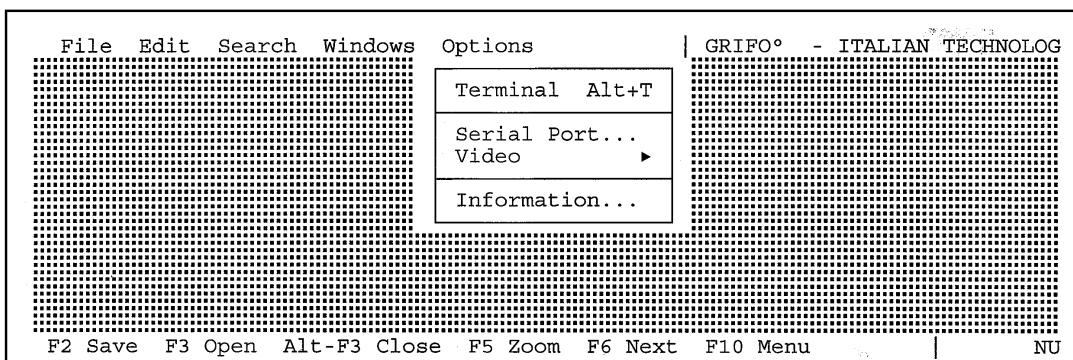 File Edit Search Windows Options | GRIFO° - ITALIAN TECHNOLOG
Terminal Alt+T
Serial Port...
Video ►
Information...
F2 Save F3 Open Alt-F3 Close F5 Zoom F6 Next F10 Menu | NU